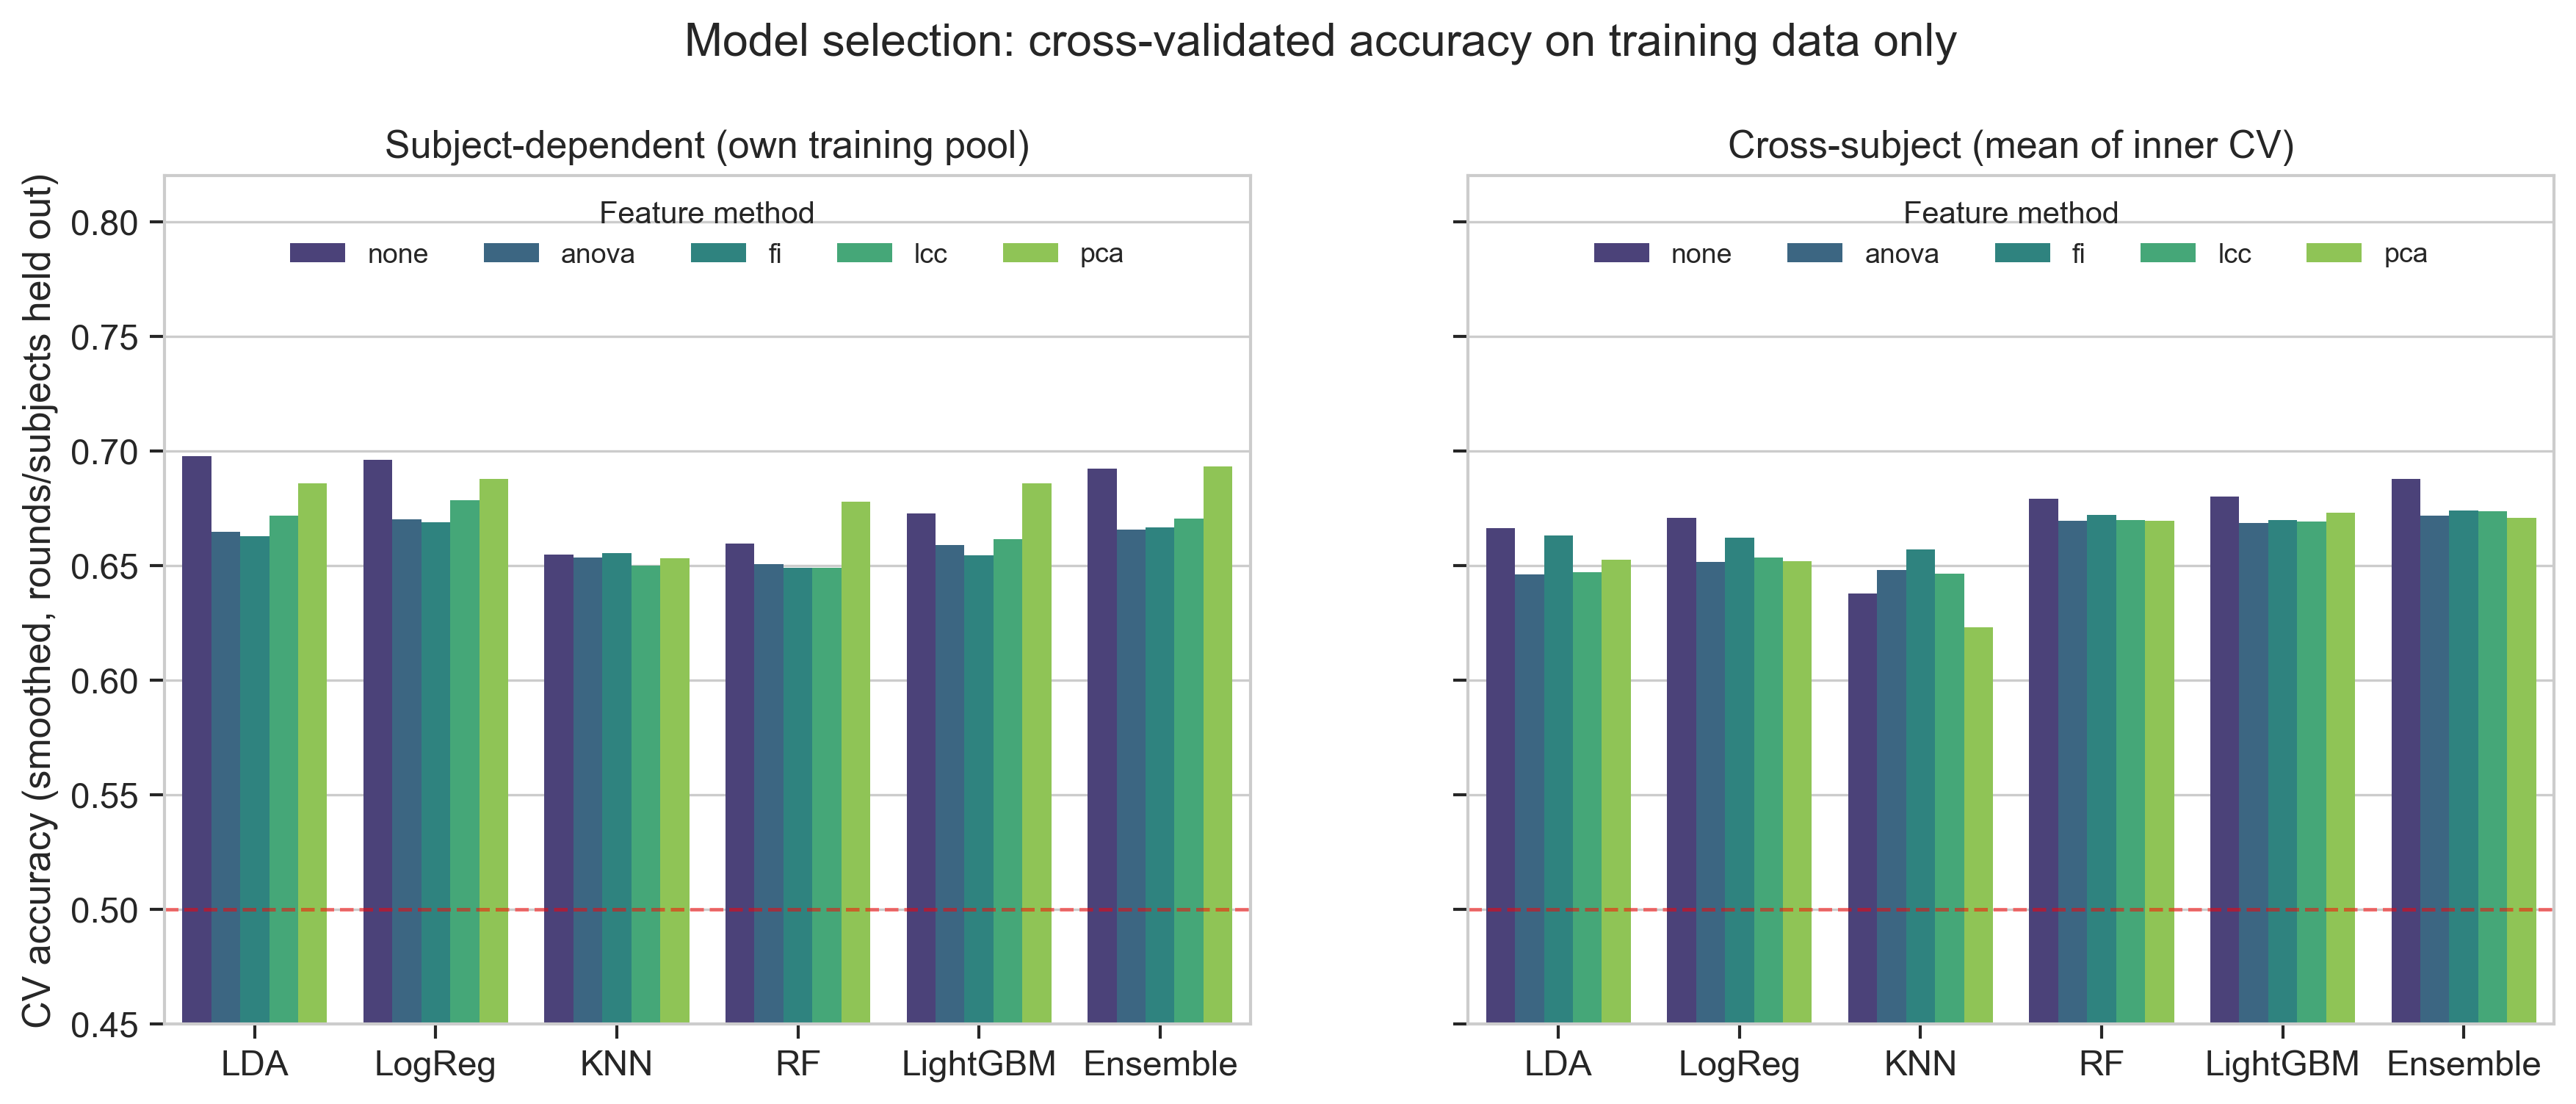 Model selection: cross-validated accuracy on training data only
Subject-dependent (own training pool)
CV accuracy (smoothed, rounds/subjects held out)
0.80
0.75
0.70
0.65
0.60
0.55
0.50
0.45
Feature method
none anova fi lcc pca
LDA LogReg KNN RF LightGBM Ensemble
Cross-subject (mean of inner CV)
Feature method
none anova fi lcc pca
LDA LogReg KNN RF LightGBM Ensemble